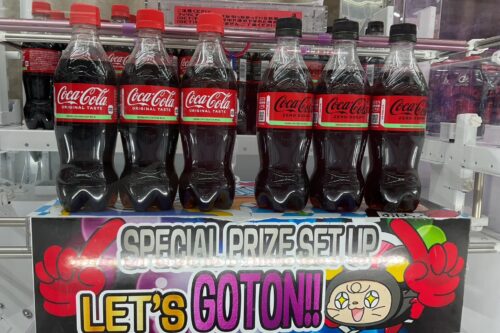 Coca-Cola
ORIGINAL TASTE
Coca-Cola
ORIGINAL TASTE
Coca-Cola
ORIGINAL TASTE
Coca-Cola
ZERO SUGAR
Coca-Cola
ZERO SUGAR
Coca-Cola
ZERO SUGAR
SPECIAL PRIZE SET UP
LET'S GOTON!!